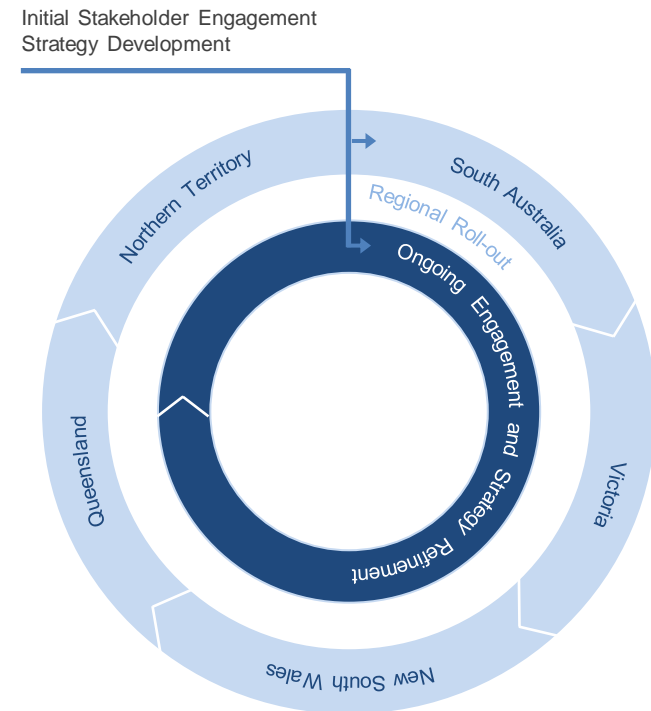 Initial Stakeholder Engagement
Strategy Development
Northern Territory
South Australia
Regional Roll-out
Ongoing Engagement and Strategy Refinement
Queensland
Victoria
New South Wales